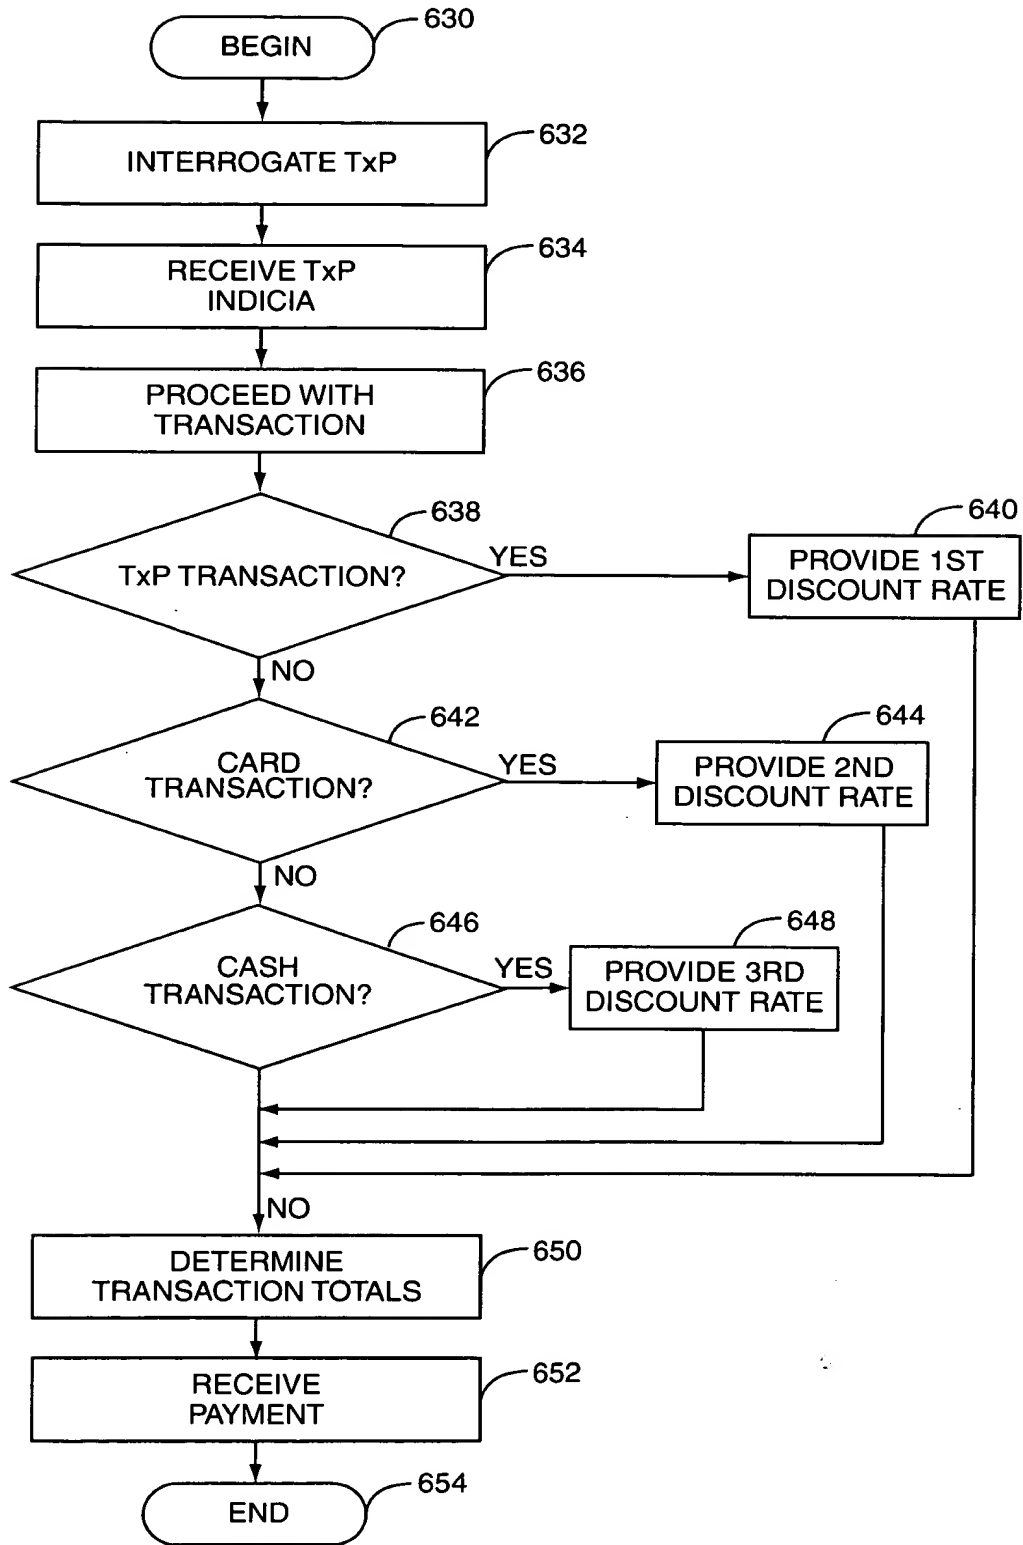 BEGIN
630
INTERROGATE TxP
632
RECEIVE TxP
INDICIA
634
PROCEED WITH
TRANSACTION
636
TxP TRANSACTION?
638
YES
PROVIDE 1ST
DISCOUNT RATE
640
NO
CARD
TRANSACTION?
642
YES
PROVIDE 2ND
DISCOUNT RATE
644
NO
CASH
TRANSACTION?
646
YES
PROVIDE 3RD
DISCOUNT RATE
648
NO
DETERMINE
TRANSACTION TOTALS
650
RECEIVE
PAYMENT
652
END
654